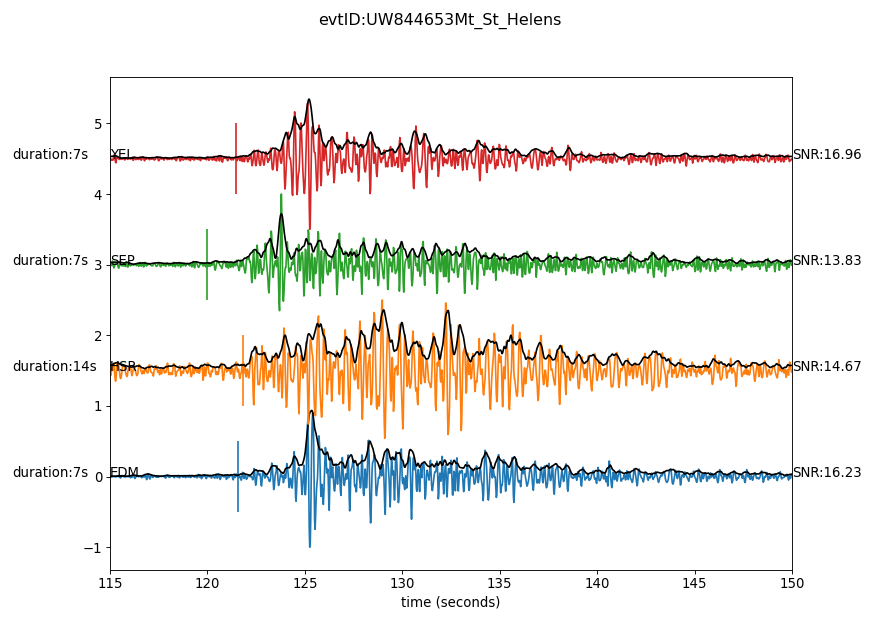 evtID:UW844653Mt_St_Helens
5
duration:7s XFL SNR:16.96
4
duration:7s SEP SNR:13.83
3
2
duration:14s HSR SNR:14.67
1
duration:7s EDM SNR:16.23
0
−1
115 120 125 130 135 140 145 150
time (seconds)